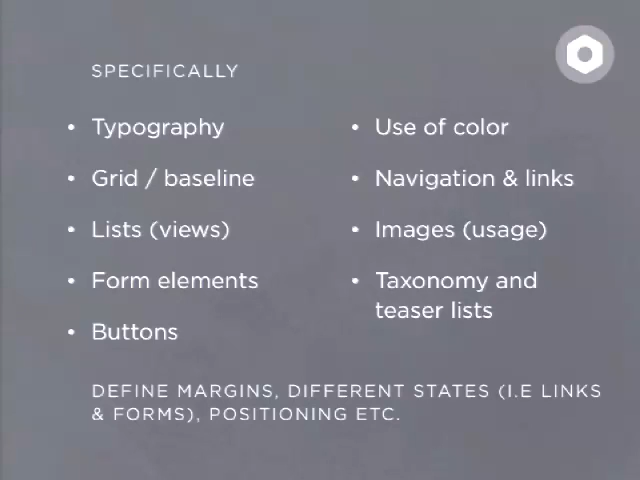 SPECIFICALLY
• Typography
• Grid / baseline
• Lists (views)
• Form elements
• Buttons
• Use of color
• Navigation & links
• Images (usage)
• Taxonomy and
teaser lists
DEFINE MARGINS, DIFFERENT STATES (I.E LINKS
& FORMS), POSITIONING ETC.